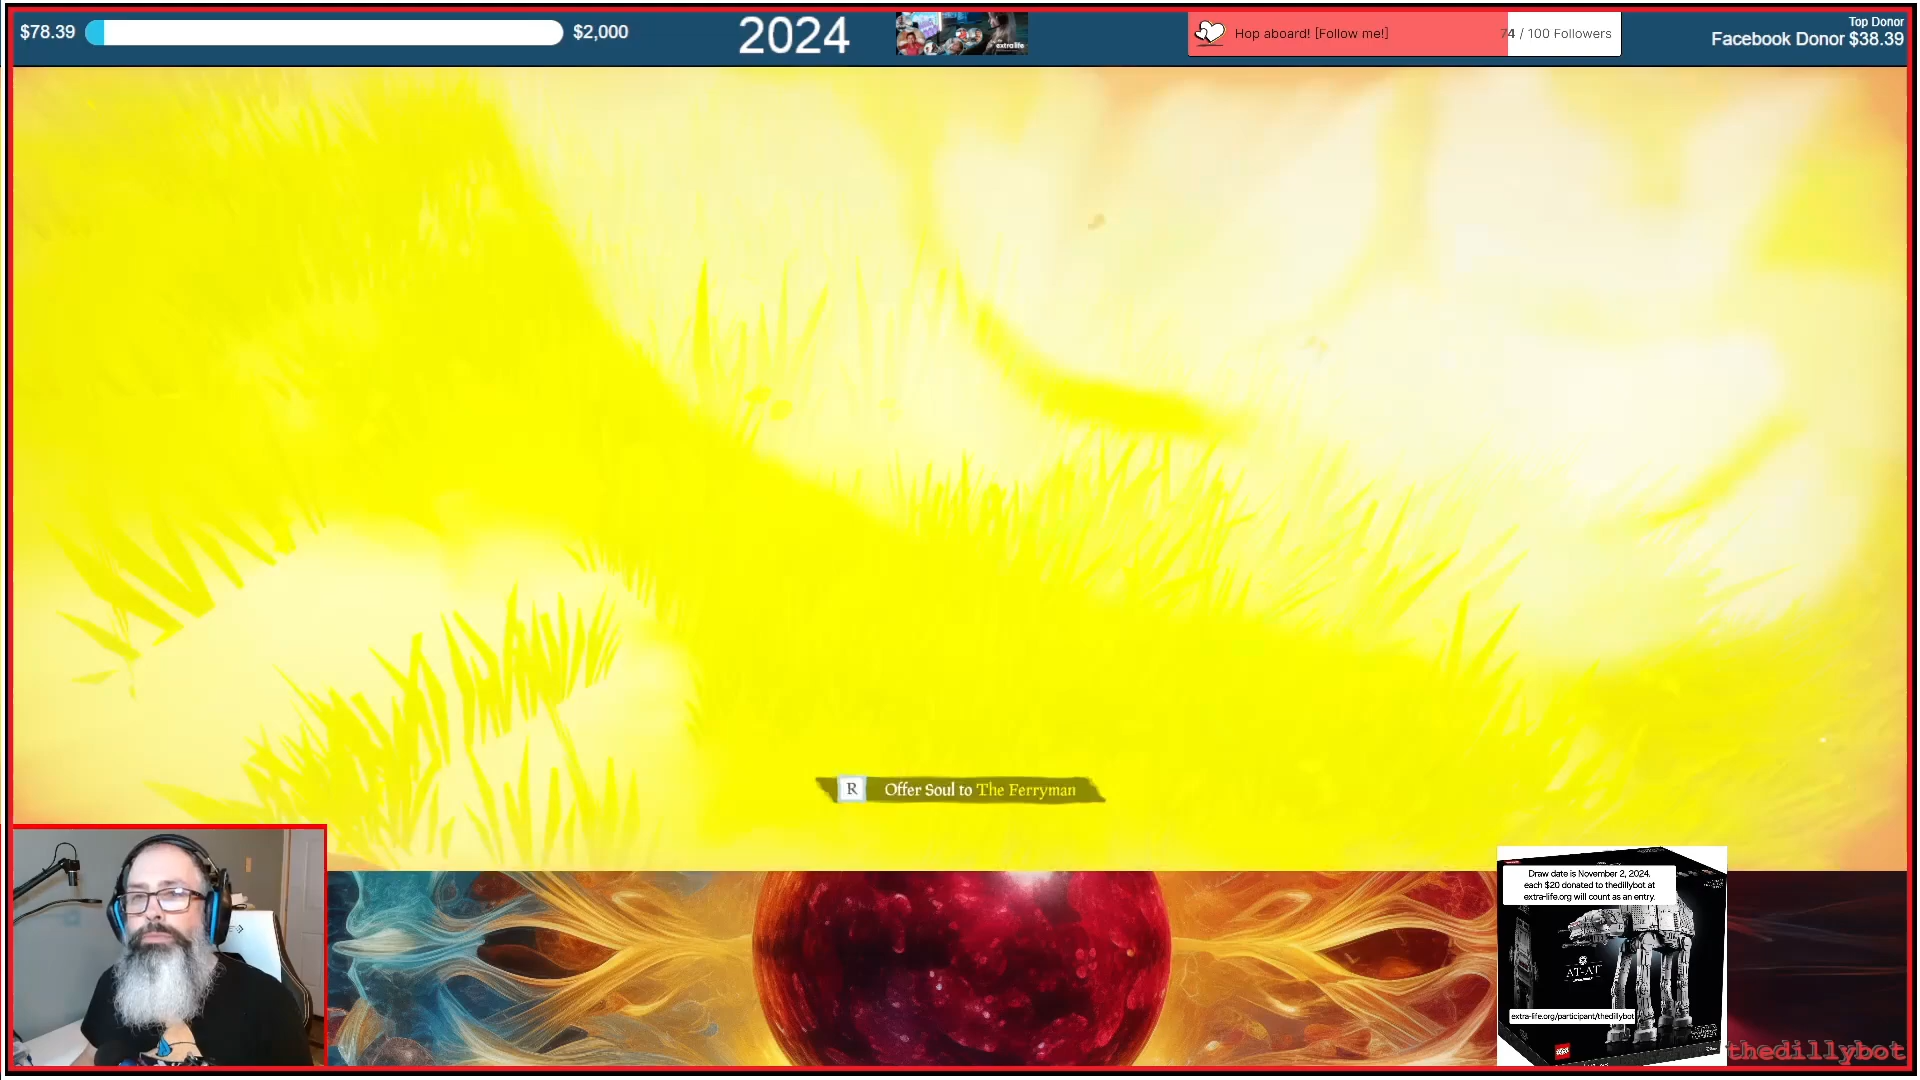 $78.39
$2,000
2024
extralife
Hop aboard! [Follow me!]
74 / 100 Followers
Top Donor
Facebook Donor $38.39
R
Offer Soul to The Ferryman
Draw date is November 2, 2024.
each $20 donated to thedillybot at
extra-life.org will count as an entry.
AT-AT
extra-life.org/participant/thedillybot
LEGO
thedillybot